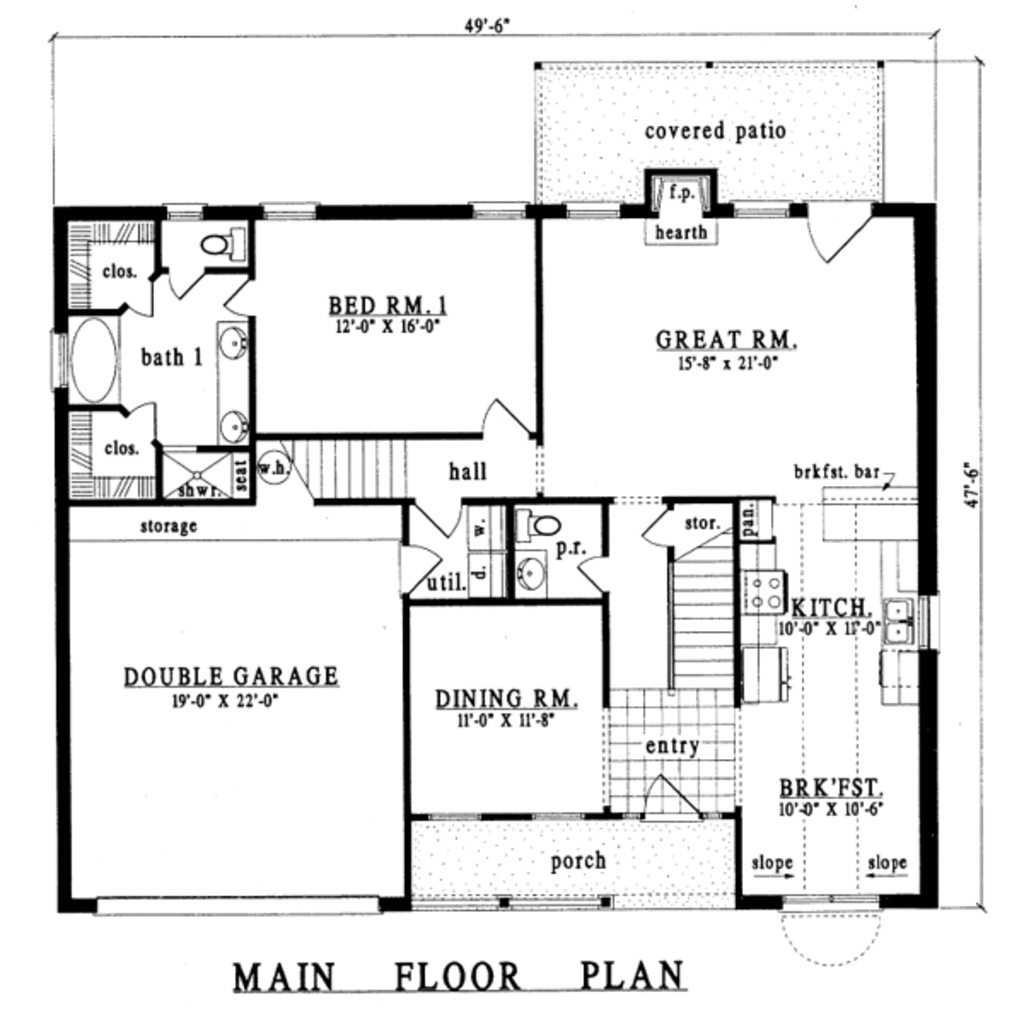 49'-6"
covered patio
f.p.
hearth
clos.
BED RM. 1
12'-0" X 16'-0"
GREAT RM.
15'-8" x 21'-0"
bath 1
clos.
w.h.
hall
brkfst. bar
47'-6"
shwr.
seat
storage
w.
p.r.
stor.
pan.
util.
d.
KITCH.
10'-0" X 11'-0"
DOUBLE GARAGE
19'-0" X 22'-0"
DINING RM.
11'-0" X 11'-8"
entry
BRK'FST.
10'-0" X 10'-6"
porch
slope
slope
MAIN FLOOR PLAN